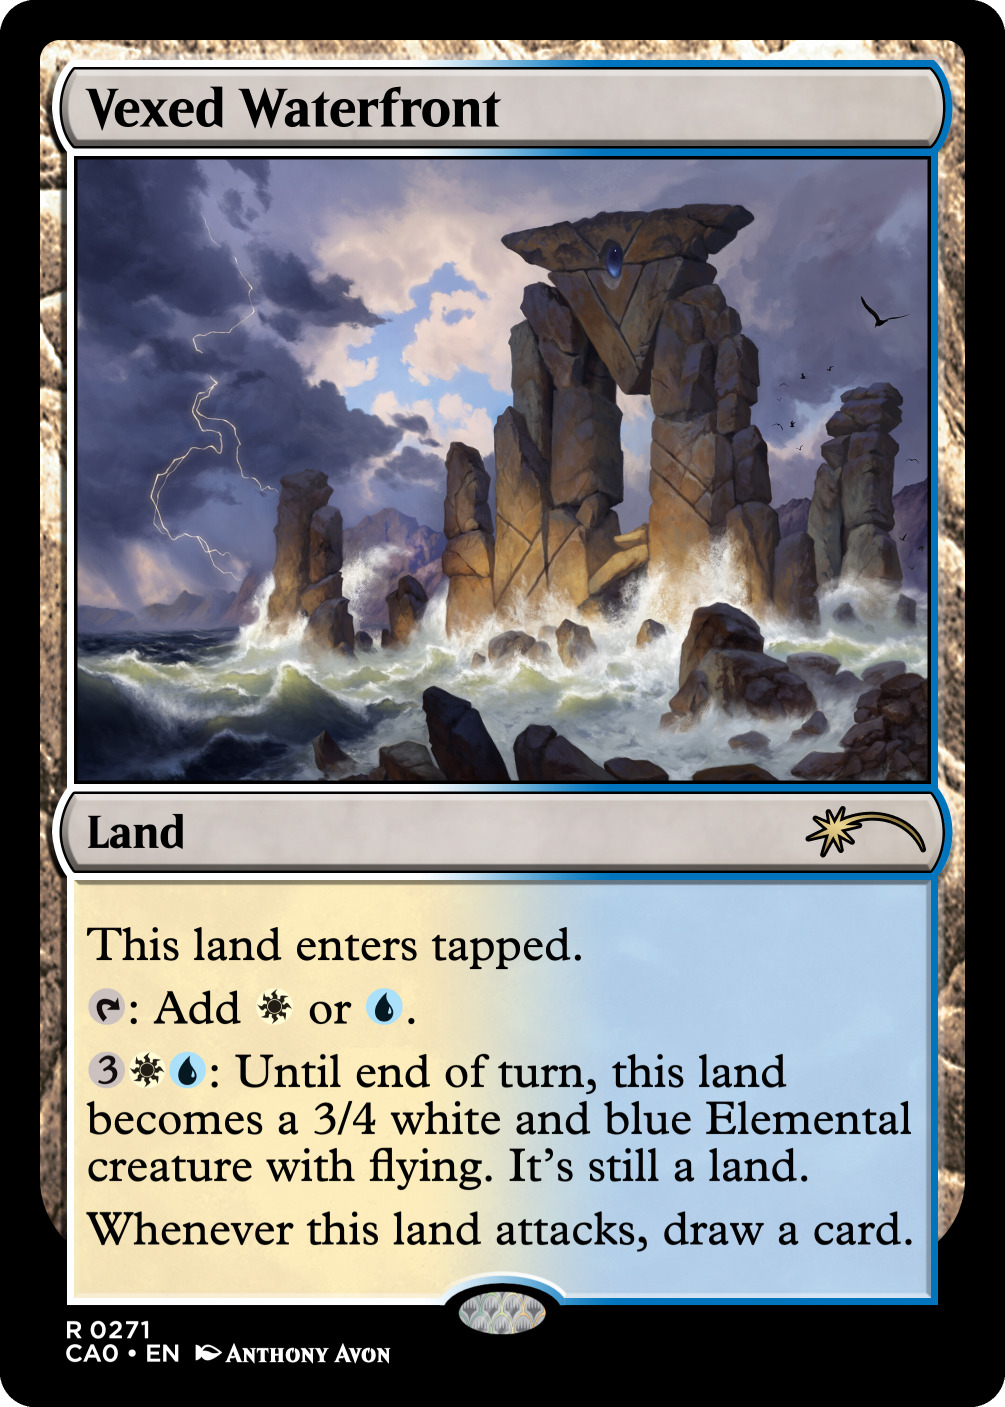 Vexed Waterfront
Land
This land enters tapped.
: Add or .
3 : Until end of turn, this land
becomes a 3/4 white and blue Elemental
creature with flying. It's still a land.
Whenever this land attacks, draw a card.
R 0271
CAO • EN Anthony Avon